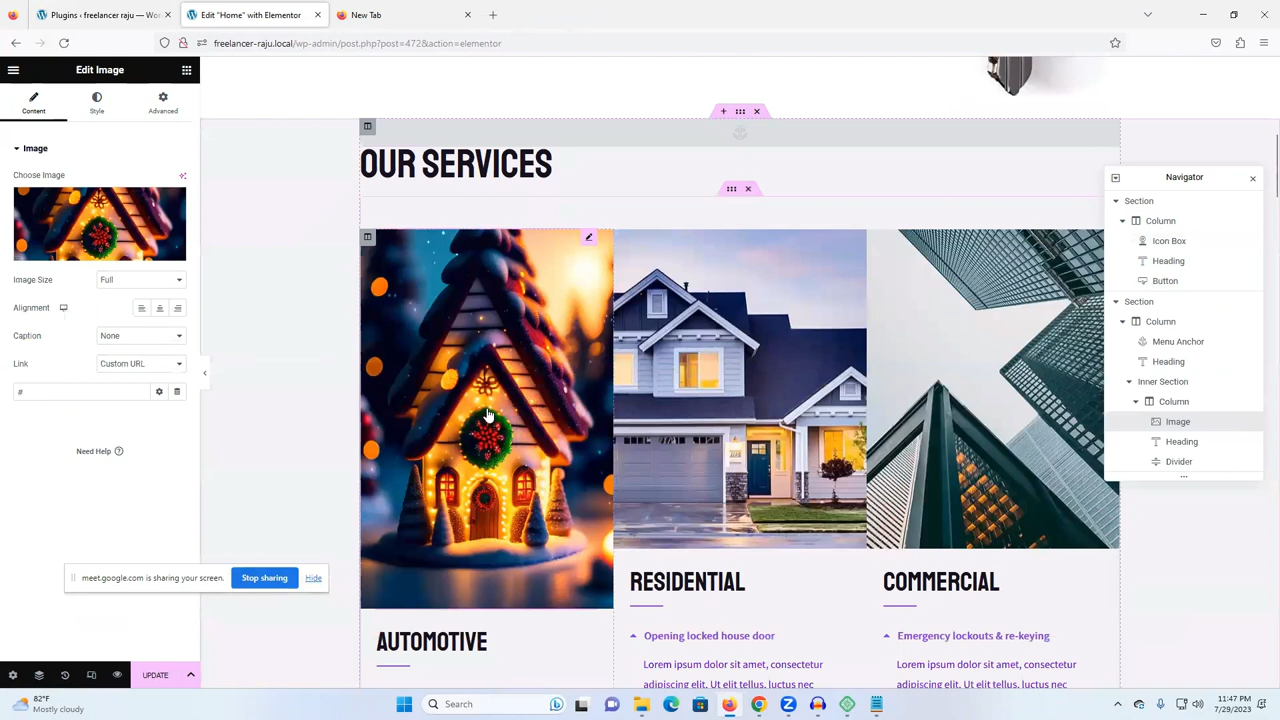 Plugins ‹ freelancer raju — Wor
Edit "Home" with Elementor
New Tab
freelancer-raju.local/wp-admin/post.php?post=472&action=elementor
Edit Image
Content
Style
Advanced
Image
Choose Image
Image Size
Full
Alignment
Caption
None
Link
Custom URL
#
Need Help
meet.google.com is sharing your screen.
Stop sharing
Hide
UPDATE
OUR SERVICES
AUTOMOTIVE
RESIDENTIAL
Opening locked house door
Lorem ipsum dolor sit amet, consectetur
adipiscing elit. Ut elit tellus, luctus nec
COMMERCIAL
Emergency lockouts & re-keying
Lorem ipsum dolor sit amet, consectetur
adipiscing elit. Ut elit tellus, luctus nec
Navigator
Section
Column
Icon Box
Heading
Button
Section
Column
Menu Anchor
Heading
Inner Section
Column
Image
Heading
Divider
82°F
Mostly cloudy
Search
11:47 PM
7/29/2023